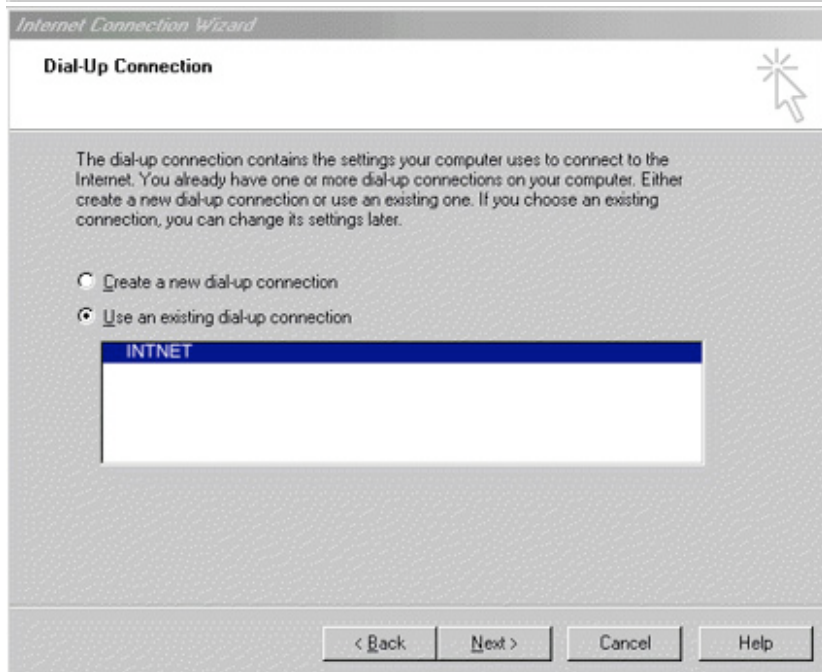 Internet Connection Wizard
Dial-Up Connection
The dial-up connection contains the settings your computer uses to connect to the
Internet. You already have one or more dial-up connections on your computer. Either
create a new dial-up connection or use an existing one. If you choose an existing
connection, you can change its settings later.
Create a new dial-up connection
Use an existing dial-up connection
INTNET
< Back Next > Cancel Help